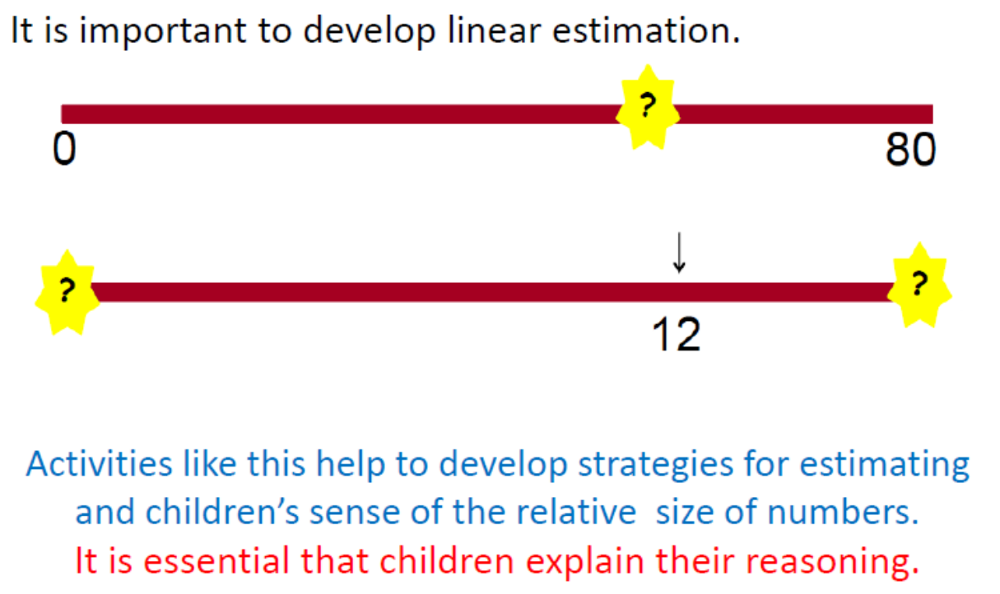 It is important to develop linear estimation.
?
0 80
↓
? ?
12
Activities like this help to develop strategies for estimating
and children’s sense of the relative  size of numbers.
It is essential that children explain their reasoning.